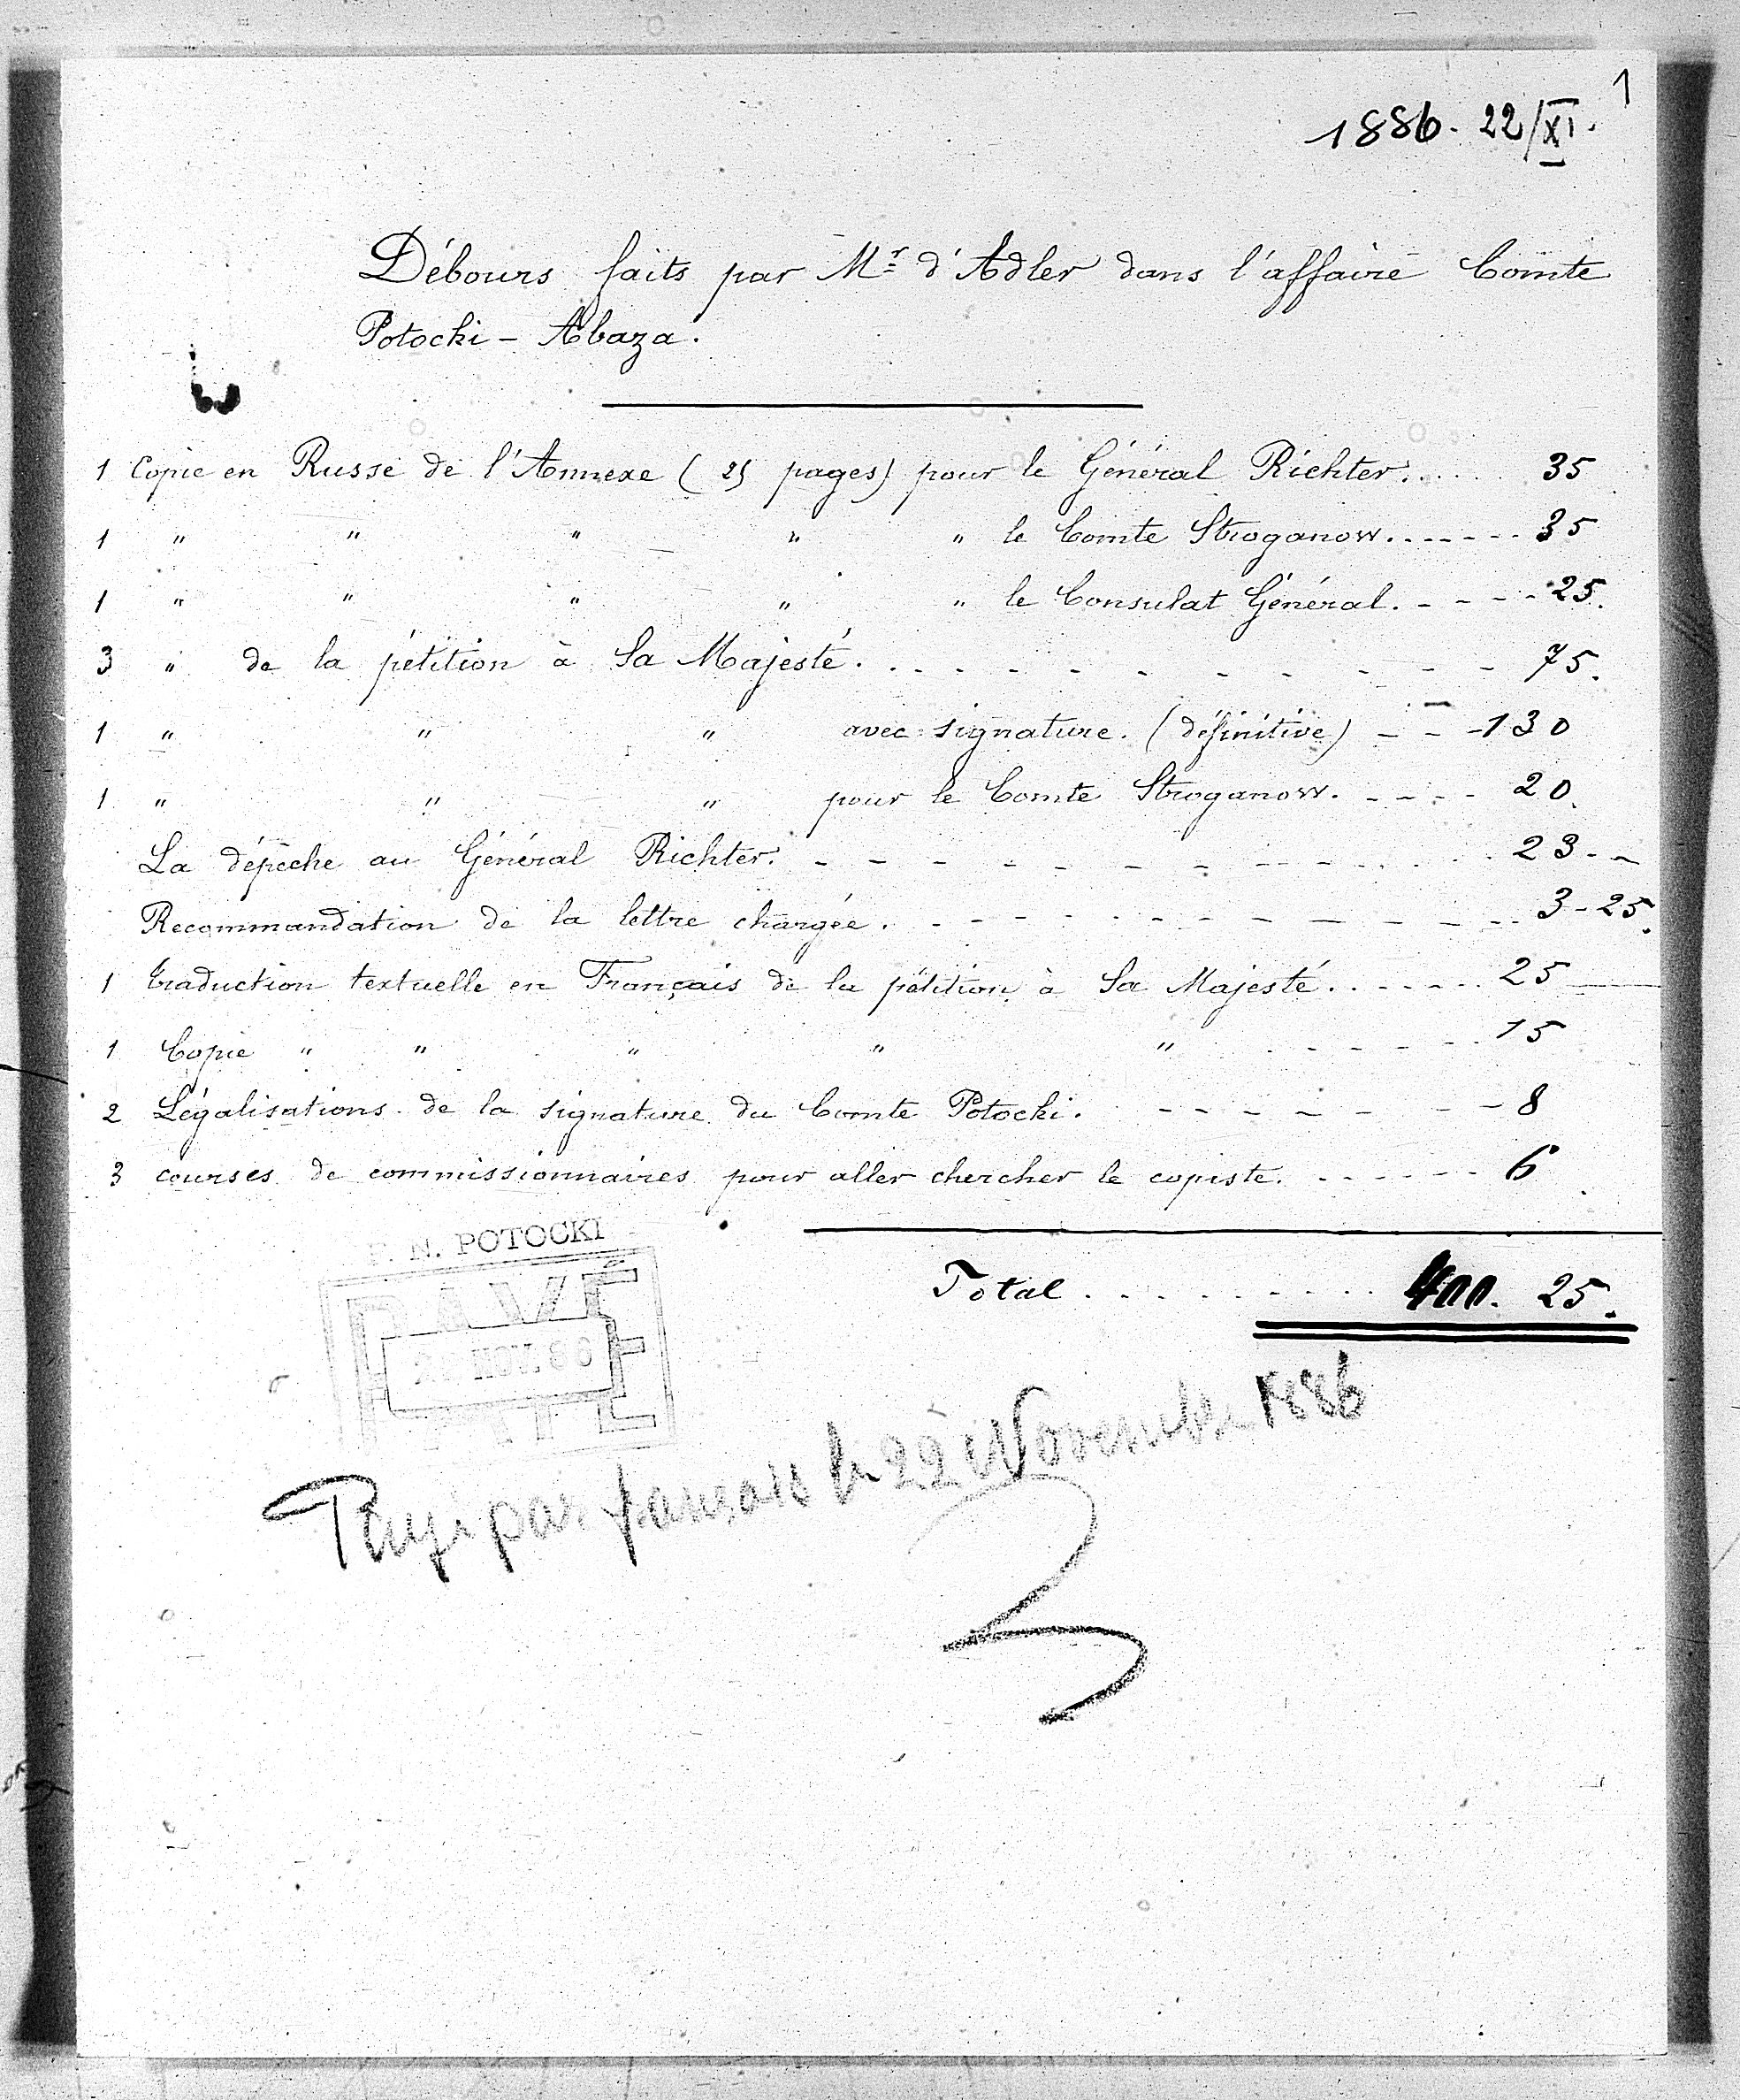 1
1886. 22/XI.
Débours faits par Mr d'Adler dans l'affaire Comte
Potocki - Abaza.
1 Copie en Russe de l'Annexe (25 pages) pour le Général Richter. . . . . 35
1 " " " " " le Comte Stroganow. . - - - - - 35
1 " " " " " le Consulat Général. - - - - 25.
3 " de la pétition à Sa Majesté. . . - - - - - - - - - 75.
1 " " " avec signature. (définitive) - - - 130
1 " " " pour le Comte Stroganow. - - - - 20.
La dépêche au Général Richter. - - - - - - - - - - . . . 23 - -
Recommandation de la lettre chargée. - - - - - - - - - - - 3 - 25.
1 traduction textuelle en Français de la pétition à Sa Majesté. . . - - . . 25
1 Copie " " " " " - - - - - 15
2 Légalisations de la signature du Comte Potocki. - - - - - - - 8
3 courses de commissionnaires pour aller chercher le copiste. - - - - - 6
N. POTOCKI
Total . . . . . . . . . 400. 25.
PAYÉ
NOV. 86
Payé par français le 22 Novembre 1886